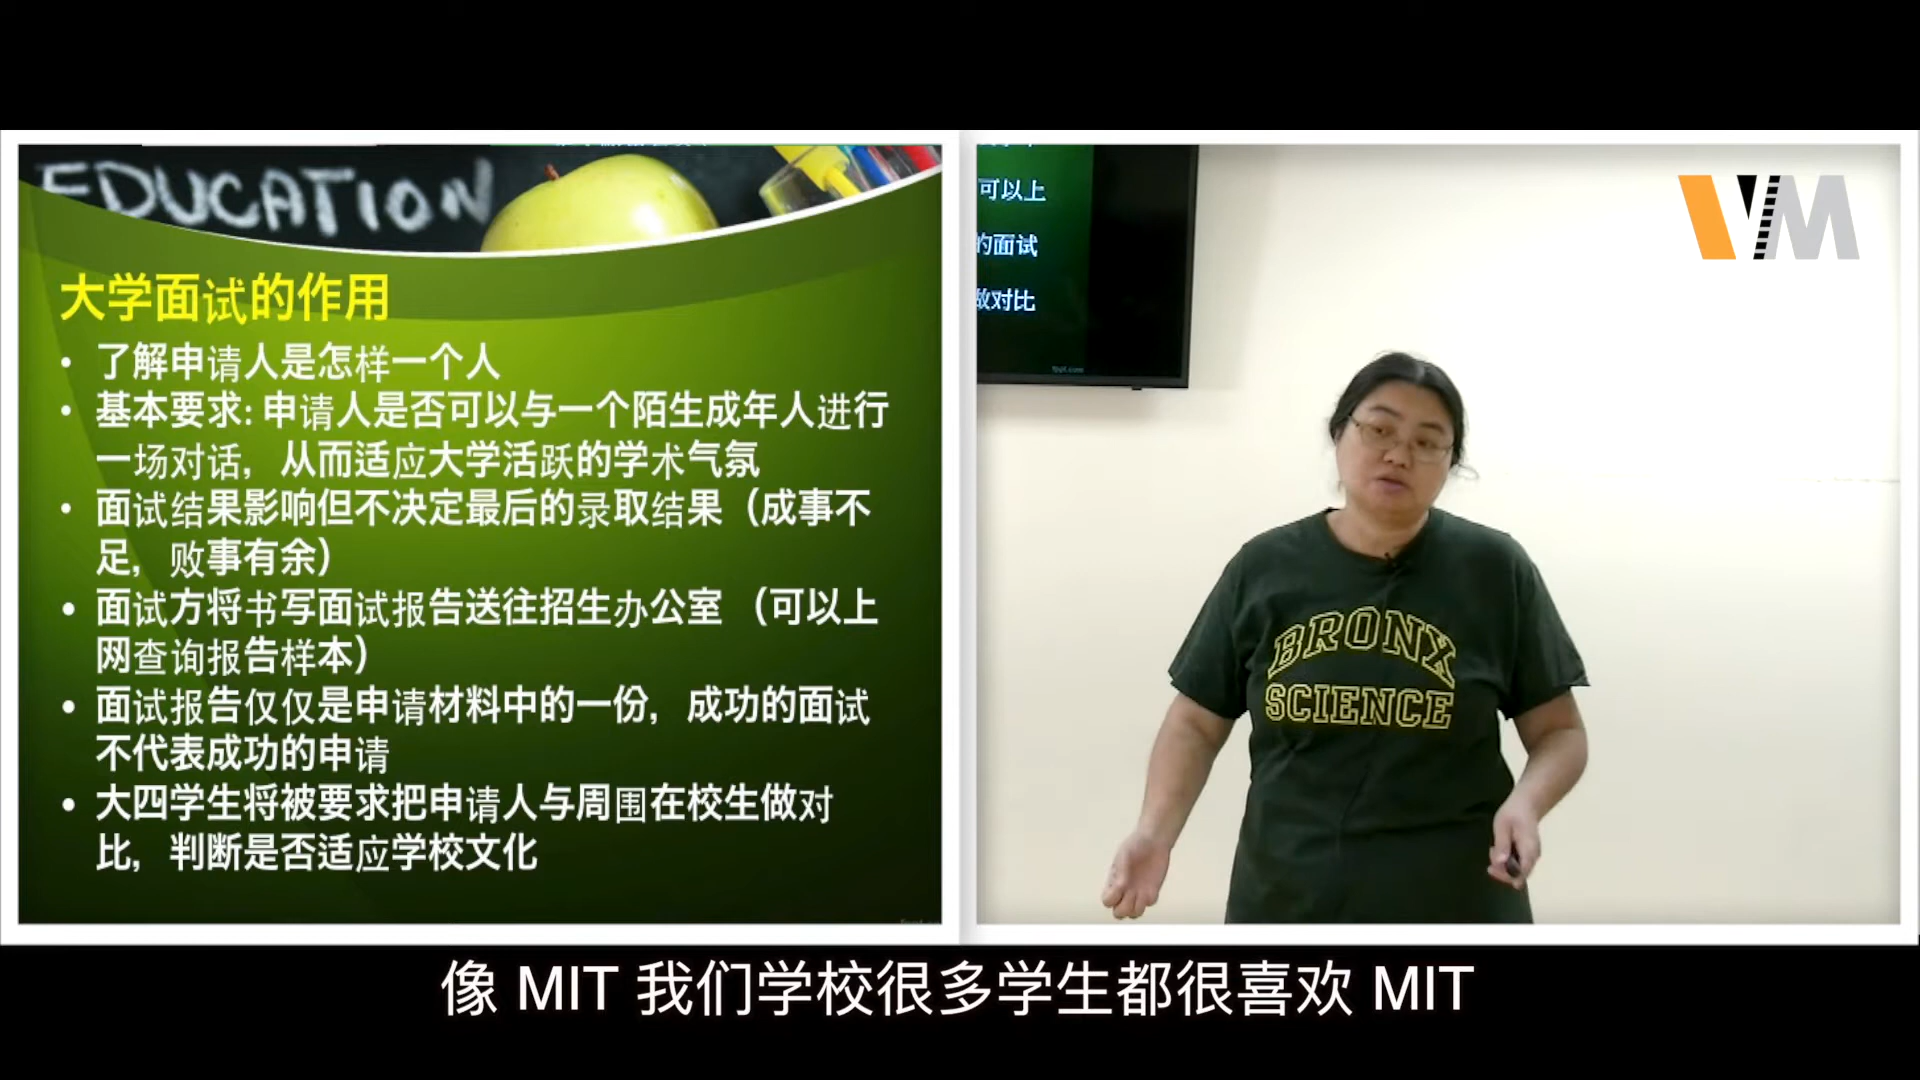 EDUCATION
大学面试的作用
• 了解申请人是怎样一个人
• 基本要求: 申请人是否可以与一个陌生成年人进行
一场对话，从而适应大学活跃的学术气氛
• 面试结果影响但不决定最后的录取结果（成事不
足，败事有余）
• 面试方将书写面试报告送往招生办公室 （可以上
网查询报告样本）
• 面试报告仅仅是申请材料中的一份，成功的面试
不代表成功的申请
• 大四学生将被要求把申请人与周围在校生做对
比，判断是否适应学校文化
可以上
的面试
做对比
fppt.com
VM
BRONX
SCIENCE
像 MIT 我们学校很多学生都很喜欢 MIT